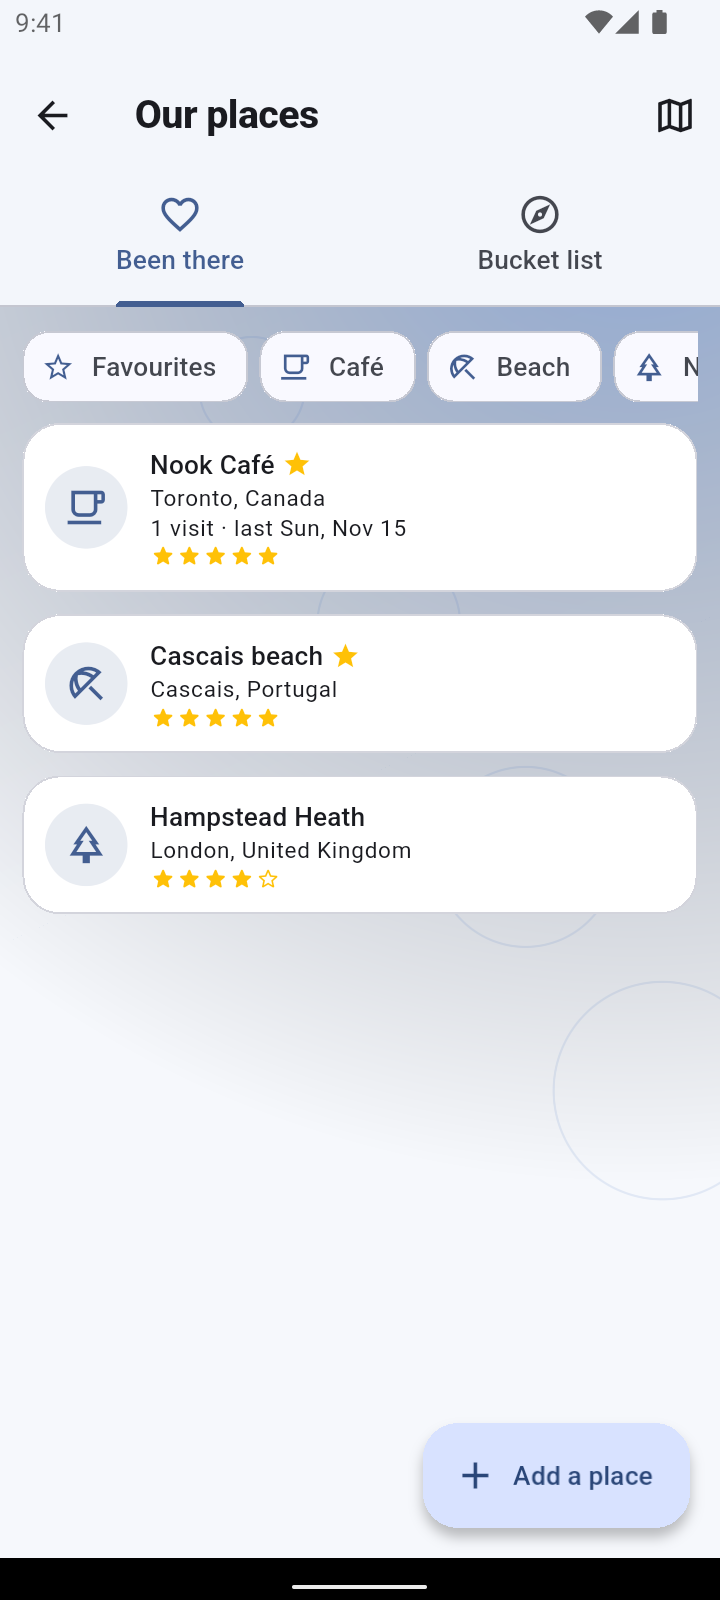 9:41
Our places
Been there
Bucket list
Favourites
Café
Beach
N
Nook Café
Toronto, Canada
1 visit · last Sun, Nov 15
Cascais beach
Cascais, Portugal
Hampstead Heath
London, United Kingdom
Add a place